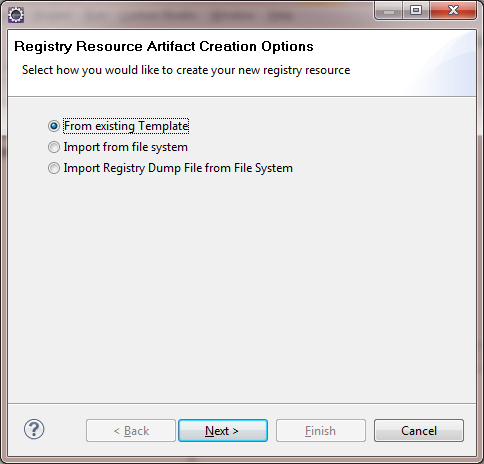 Registry Resource Artifact Creation Options
Select how you would like to create your new registry resource
From existing Template
Import from file system
Import Registry Dump File from File System
< Back
Next >
Finish
Cancel